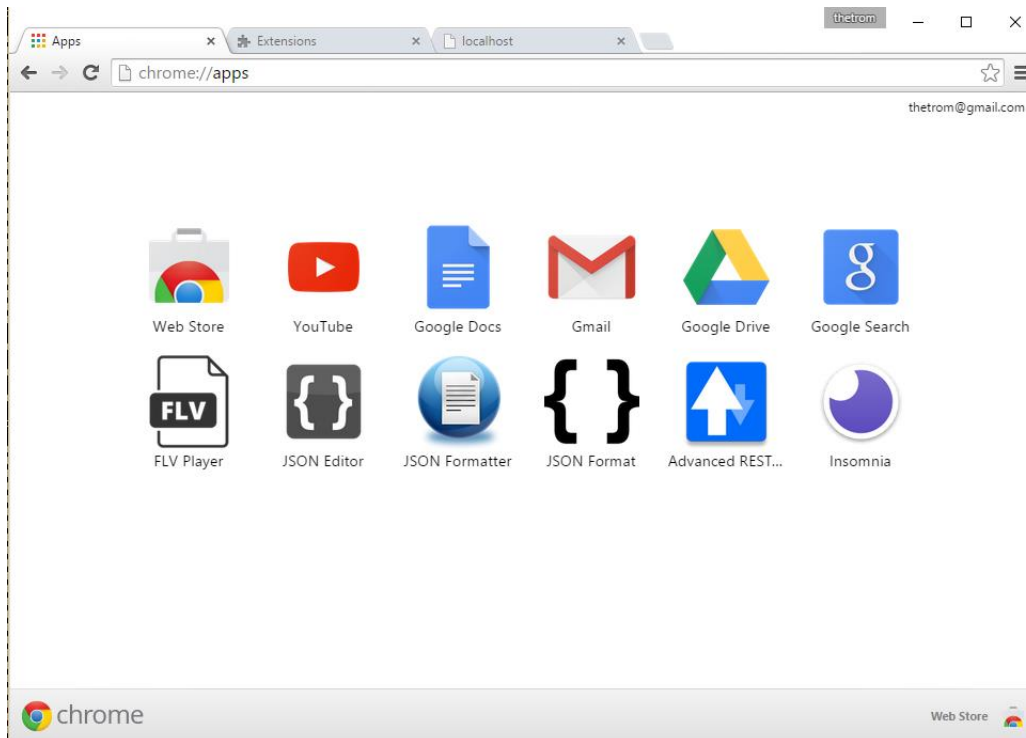 thetrom
Apps Extensions localhost
chrome://apps
thetrom@gmail.com
Web Store YouTube Google Docs Gmail Google Drive Google Search
FLV
FLV Player JSON Editor JSON Formatter JSON Format Advanced REST... Insomnia
chrome Web Store